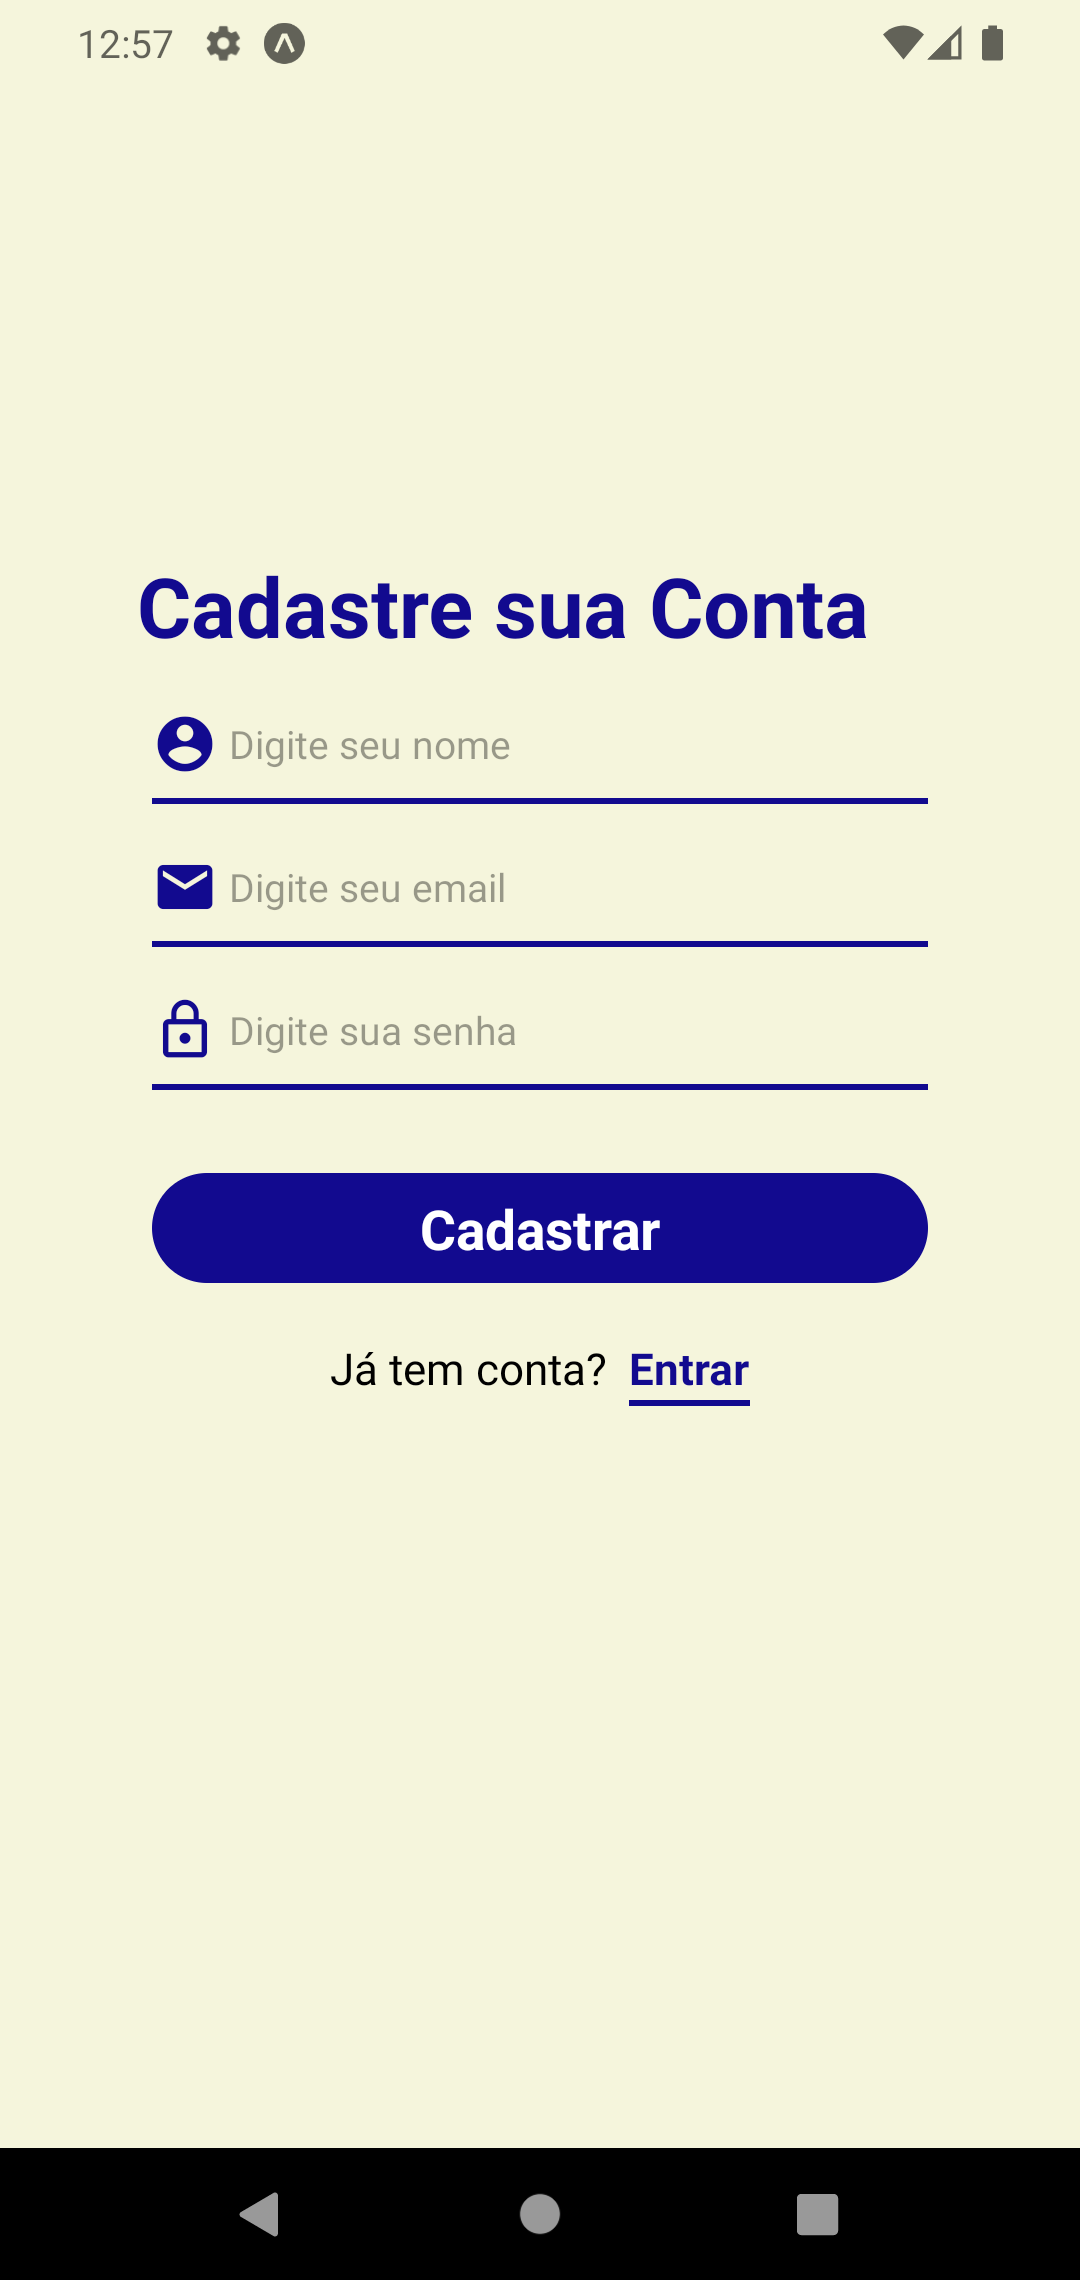 12:57
Cadastre sua Conta
Digite seu nome
Digite seu email
Digite sua senha
Cadastrar
Já tem conta? Entrar